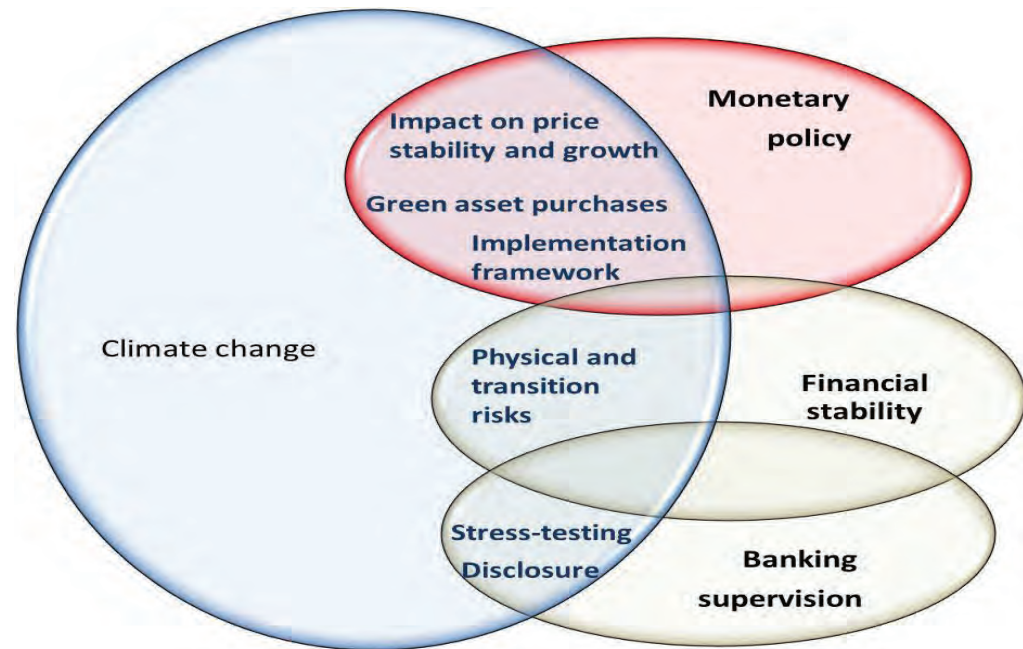 Monetary
policy
Impact on price
stability and growth
Green asset purchases
Implementation
framework
Climate change
Physical and
transition
risks
Financial
stability
Stress-testing
Disclosure
Banking
supervision